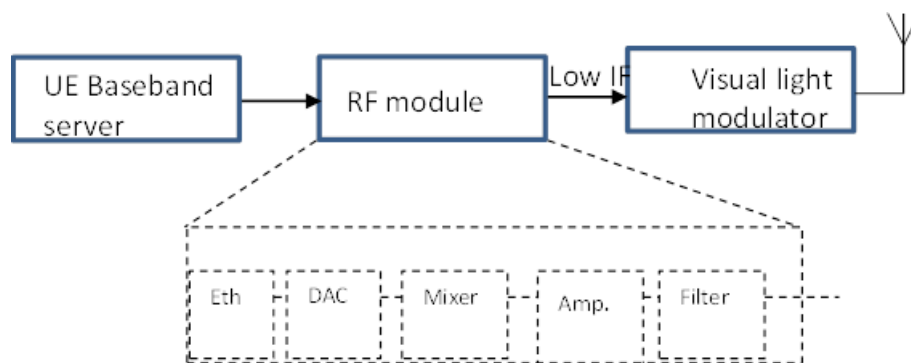 UE Baseband
server
RF module
Low IF
Visual light
modulator
Eth
DAC
Mixer
Amp.
Filter